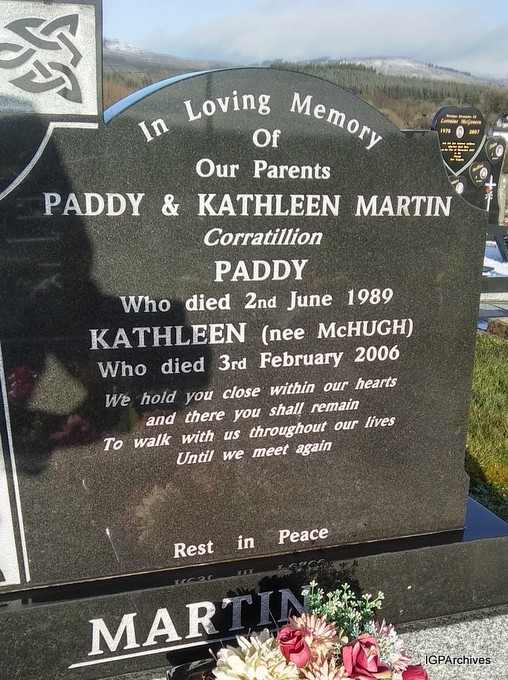 In Loving Memory
Of
Our Parents
PADDY & KATHLEEN MARTIN
Corratillion
PADDY
Who died 2nd June 1989
KATHLEEN (nee McHUGH)
Who died 3rd February 2006
We hold you close within our hearts
and there you shall remain
To walk with us throughout our lives
Until we meet again
Rest in Peace
MARTIN
1978 2007
IGPArchives